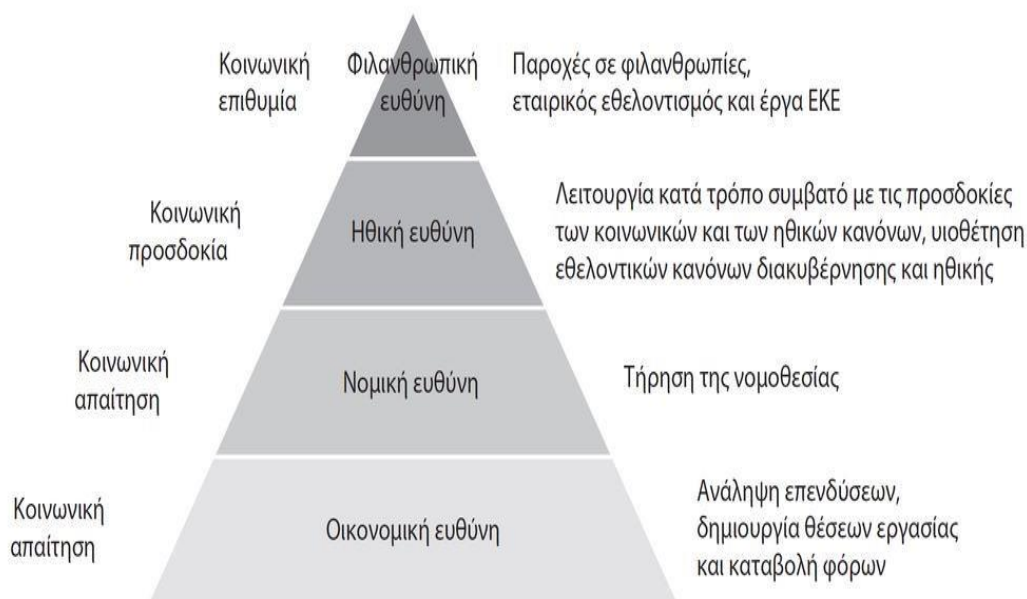 Κοινωνική
επιθυμία
Φιλανθρωπική
ευθύνη
Παροχές σε φιλανθρωπίες,
εταιρικός εθελοντισμός και έργα ΕΚΕ
Κοινωνική
προσδοκία
Ηθική ευθύνη
Λειτουργία κατά τρόπο συμβατό με τις προσδοκίες
των κοινωνικών και των ηθικών κανόνων, υιοθέτηση
εθελοντικών κανόνων διακυβέρνησης και ηθικής
Κοινωνική
απαίτηση
Νομική ευθύνη
Τήρηση της νομοθεσίας
Κοινωνική
απαίτηση
Οικονομική ευθύνη
Ανάληψη επενδύσεων,
δημιουργία θέσεων εργασίας
και καταβολή φόρων